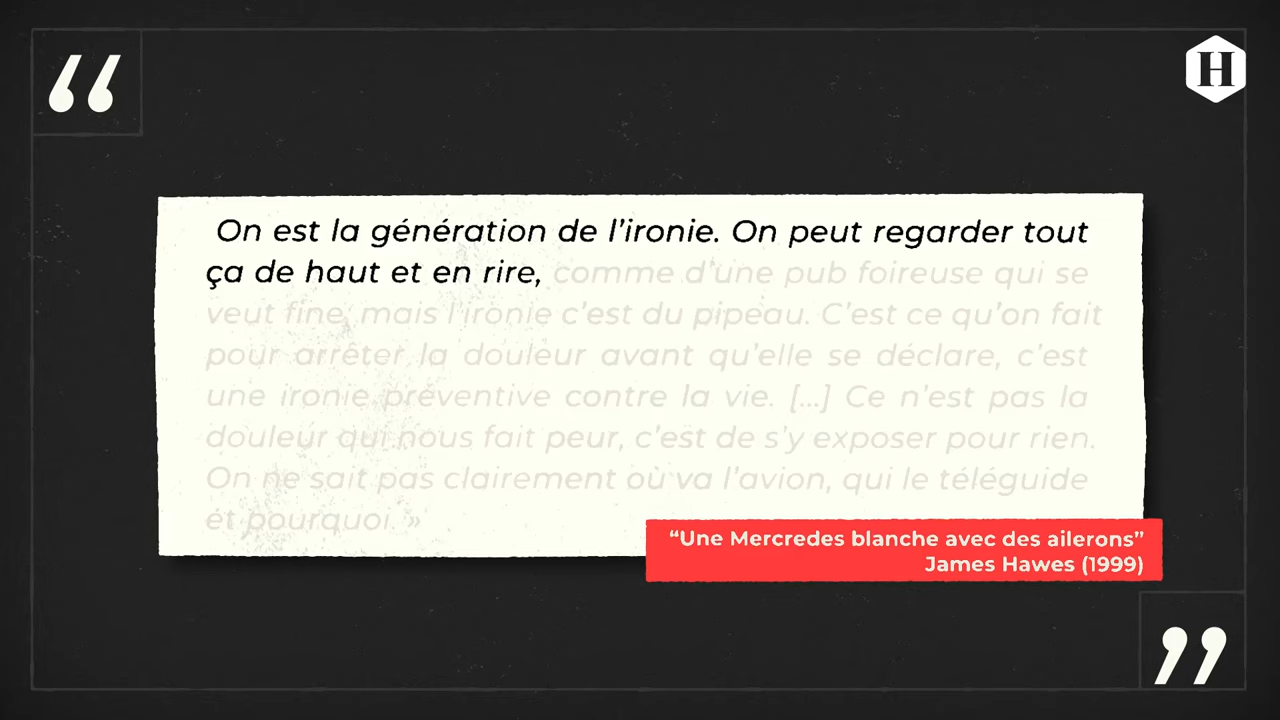 “
H
On est la génération de l’ironie. On peut regarder tout
ça de haut et en rire, comme d’une pub foireuse qui se
veut fine, mais l’ironie c’est du pipeau. C’est ce qu’on fait
pour arrêter la douleur avant qu’elle se déclare, c’est
une ironie préventive contre la vie. [...] Ce n’est pas la
douleur qui nous fait peur, c’est de s’y exposer pour rien.
On ne sait pas clairement où va l’avion, qui le téléguide
et pourquoi. »
“Une Mercredes blanche avec des ailerons”
James Hawes (1999)
”